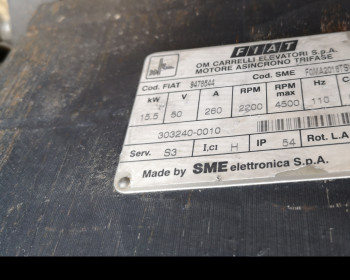 FIAT
OM CARRELLI ELEVATORI S.p.A.
MOTORE ASINCRONO TRIFASE
Cod. FIAT 8479544 Cod. SME
kW V A RPM RPM max Hz
15.5 50 260 2200 4500 110
303240-0010
Serv. S3 I.cl H IP 54 Rot. L.A
Made by SME elettronica S.p.A.